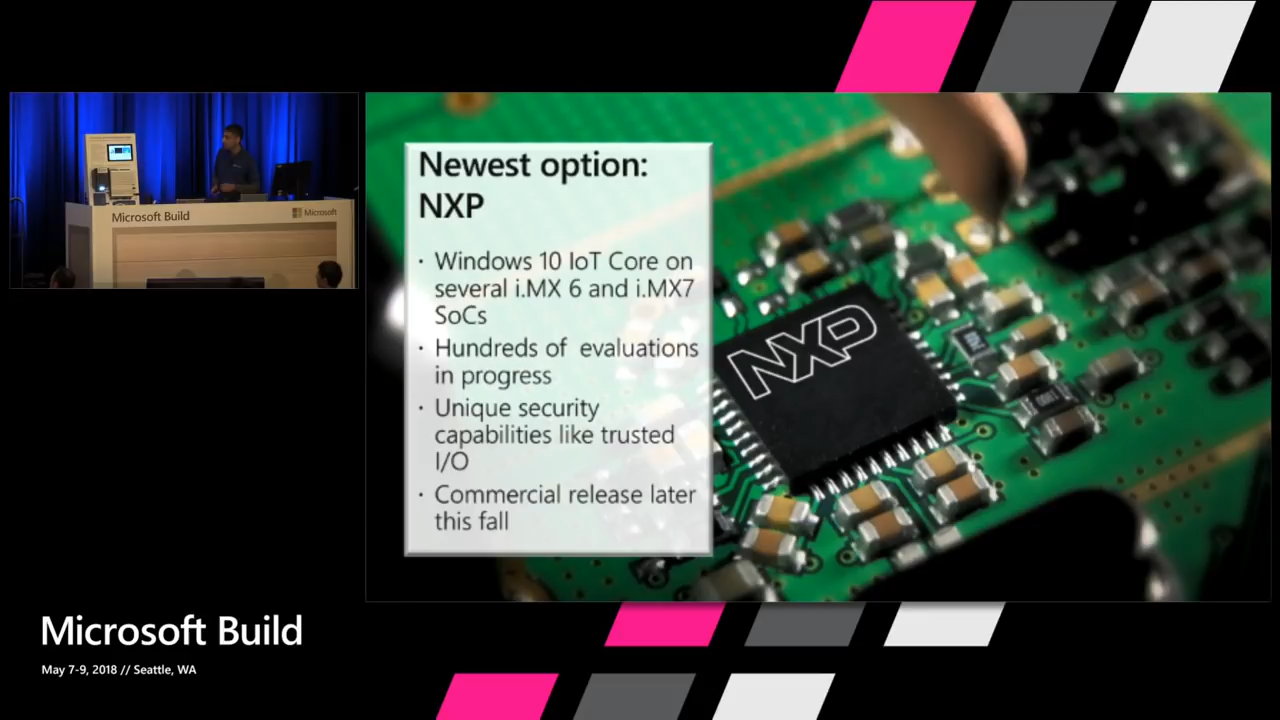 Microsoft Build
Microsoft
Newest option:
NXP
· Windows 10 IoT Core on
several i.MX 6 and i.MX7
SoCs
· Hundreds of evaluations
in progress
· Unique security
capabilities like trusted
I/O
· Commercial release later
this fall
NXP
Microsoft Build
May 7-9, 2018 // Seattle, WA